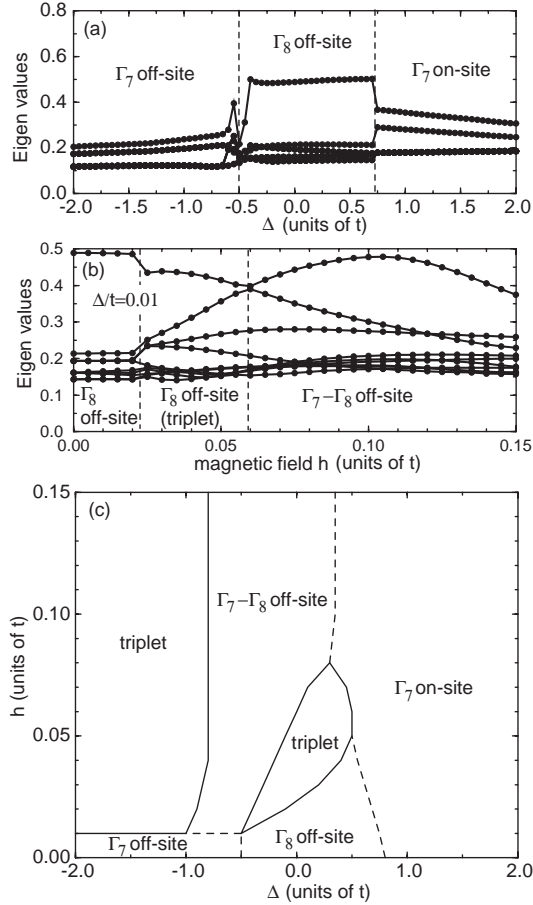 (a)
Γ8 off-site
Γ7 off-site
Γ7 on-site
Eigen values
0.8
0.6
0.4
0.2
0.0
-2.0 -1.5 -1.0 -0.5 0.0 0.5 1.0 1.5 2.0
Δ (units of t)
(b)
Δ/t=0.01
Eigen values
0.5
0.4
0.3
0.2
0.1
0.0
Γ8
off-site
Γ8 off-site
(triplet)
Γ7−Γ8 off-site
0.00 0.05 0.10 0.15
magnetic field h (units of t)
(c)
0.15
0.10
0.05
0.00
h (units of t)
Γ7−Γ8 off-site
triplet
Γ7 on-site
triplet
Γ7 off-site
Γ8 off-site
-2.0 -1.0 0.0 1.0 2.0
Δ (units of t)